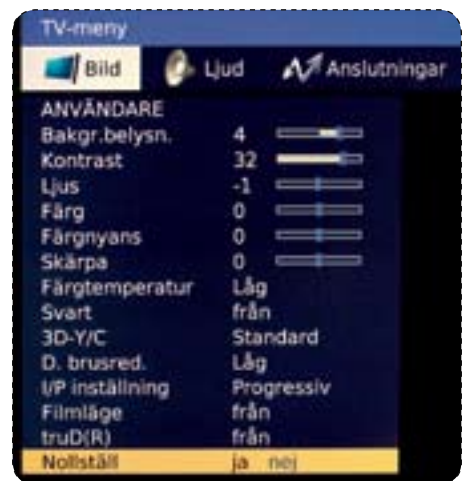 TV-meny
Bild Ljud Anslutningar
ANVÄNDARE
Bakgr.belysn. 4
Kontrast 32
Ljus -1
Färg 0
Färgnyans 0
Skärpa 0
Färgtemperatur Låg
Svart från
3D-Y/C Standard
D. brusred. Låg
I/P inställning Progressiv
Filmläge från
truD(R) från
Nollställ ja nej